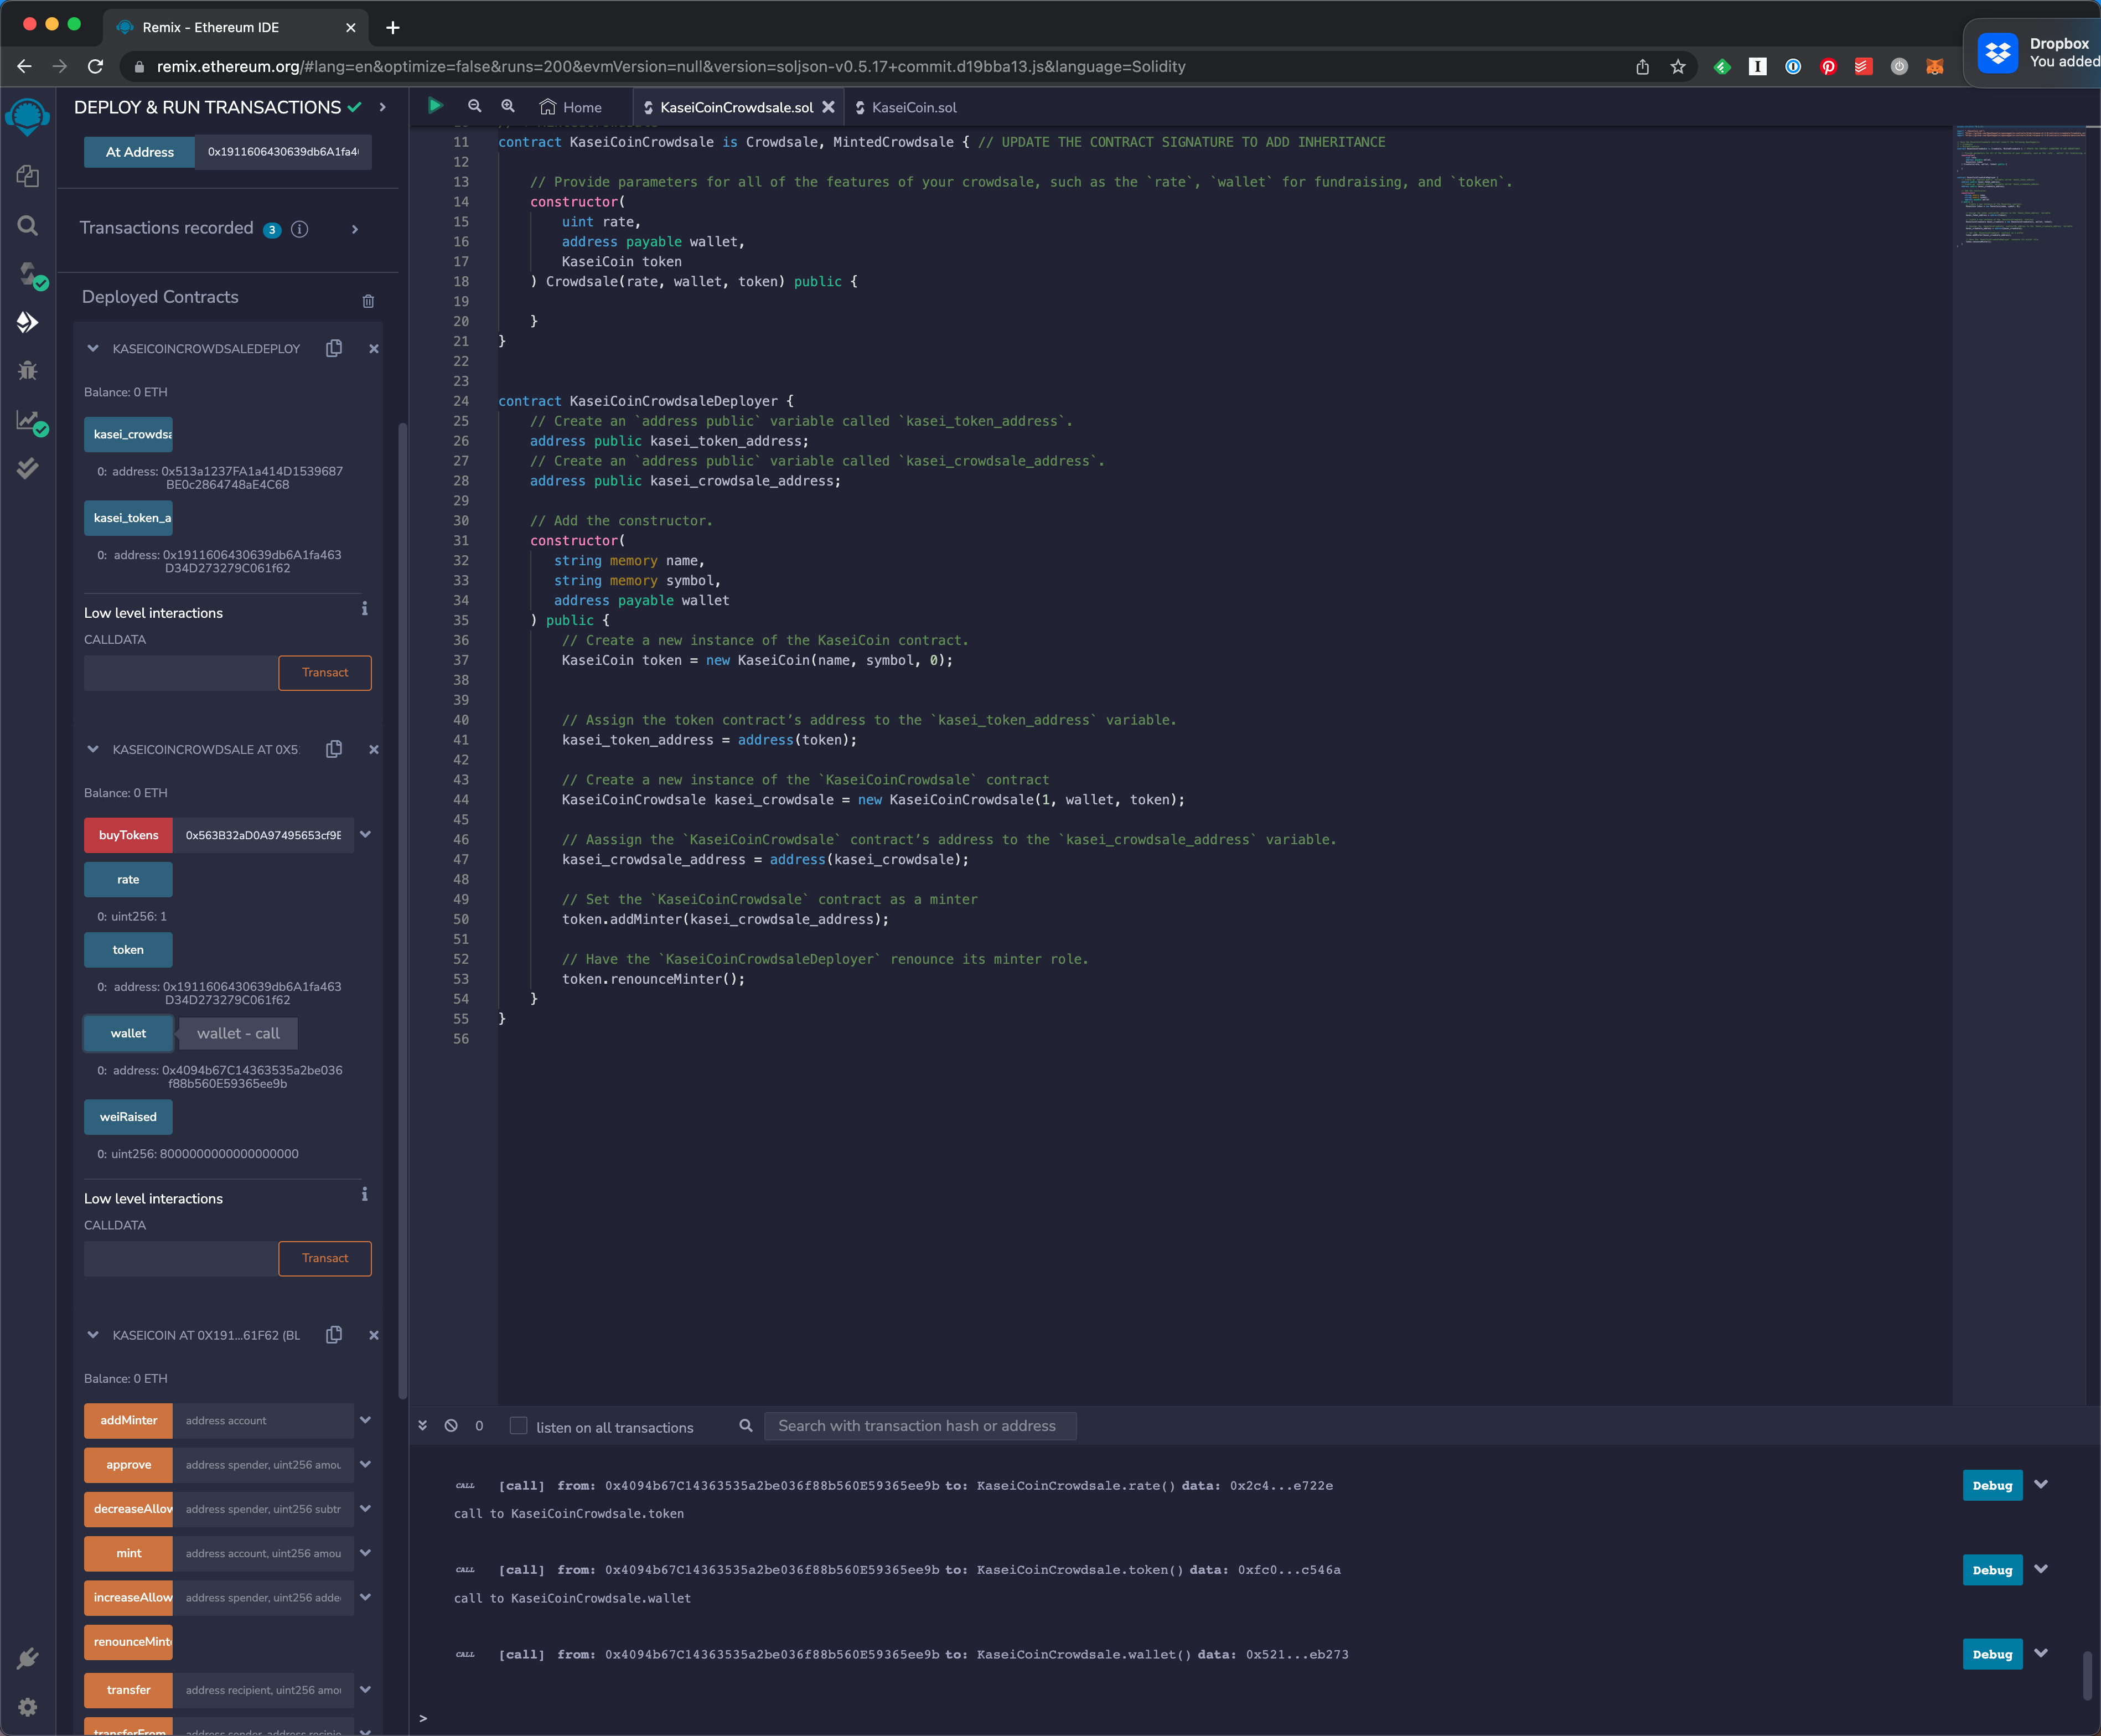 Remix - Ethereum IDE
remix.ethereum.org/#lang=en&optimize=false&runs=200&evmVersion=null&version=soljson-v0.5.17+commit.d19bba13.js&language=Solidity
Dropbox
You added
DEPLOY & RUN TRANSACTIONS
At Address 0x1911606430639db6A1fa4
Transactions recorded 3
Deployed Contracts
KASEICOINCROWDSALEDEPLOY
Balance: 0 ETH
kasei_crowdsa
0: address: 0x513a1237FA1a414D1539687
BE0c2864748aE4C68
kasei_token_a
0: address: 0x1911606430639db6A1fa463
D34D273279C061f62
Low level interactions
CALLDATA
Transact
KASEICOINCROWDSALE AT 0X5
Balance: 0 ETH
buyTokens 0x563B32aD0A97495653cf9E
rate
0: uint256: 1
token
0: address: 0x1911606430639db6A1fa463
D34D273279C061f62
wallet wallet - call
0: address: 0x4094b67C14363535a2be036
f88b560E59365ee9b
weiRaised
0: uint256: 8000000000000000000
Low level interactions
CALLDATA
Transact
KASEICOIN AT 0X191...61F62 (BL
Balance: 0 ETH
addMinter address account
approve address spender, uint256 amou
decreaseAllow address spender, uint256 subtr
mint address account, uint256 amou
increaseAllow address spender, uint256 adde
renounceMint
transfer address recipient, uint256 amou
transferFrom address sender, address recipie
Home KaseiCoinCrowdsale.sol KaseiCoin.sol
11 contract KaseiCoinCrowdsale is Crowdsale, MintedCrowdsale { // UPDATE THE CONTRACT SIGNATURE TO ADD INHERITANCE
12
13 // Provide parameters for all of the features of your crowdsale, such as the `rate`, `wallet` for fundraising, and `token`.
14 constructor(
15 uint rate,
16 address payable wallet,
17 KaseiCoin token
18 ) Crowdsale(rate, wallet, token) public {
19
20 }
21 }
22
23
24 contract KaseiCoinCrowdsaleDeployer {
25 // Create an `address public` variable called `kasei_token_address`.
26 address public kasei_token_address;
27 // Create an `address public` variable called `kasei_crowdsale_address`.
28 address public kasei_crowdsale_address;
29
30 // Add the constructor.
31 constructor(
32 string memory name,
33 string memory symbol,
34 address payable wallet
35 ) public {
36 // Create a new instance of the KaseiCoin contract.
37 KaseiCoin token = new KaseiCoin(name, symbol, 0);
38
39
40 // Assign the token contract’s address to the `kasei_token_address` variable.
41 kasei_token_address = address(token);
42
43 // Create a new instance of the `KaseiCoinCrowdsale` contract
44 KaseiCoinCrowdsale kasei_crowdsale = new KaseiCoinCrowdsale(1, wallet, token);
45
46 // Aassign the `KaseiCoinCrowdsale` contract’s address to the `kasei_crowdsale_address` variable.
47 kasei_crowdsale_address = address(kasei_crowdsale);
48
49 // Set the `KaseiCoinCrowdsale` contract as a minter
50 token.addMinter(kasei_crowdsale_address);
51
52 // Have the `KaseiCoinCrowdsaleDeployer` renounce its minter role.
53 token.renounceMinter();
54 }
55 }
56
0 listen on all transactions Search with transaction hash or address
CALL [call] from: 0x4094b67C14363535a2be036f88b560E59365ee9b to: KaseiCoinCrowdsale.rate() data: 0x2c4...e722e Debug
call to KaseiCoinCrowdsale.token
CALL [call] from: 0x4094b67C14363535a2be036f88b560E59365ee9b to: KaseiCoinCrowdsale.token() data: 0xfc0...c546a Debug
call to KaseiCoinCrowdsale.wallet
CALL [call] from: 0x4094b67C14363535a2be036f88b560E59365ee9b to: KaseiCoinCrowdsale.wallet() data: 0x521...eb273 Debug
>